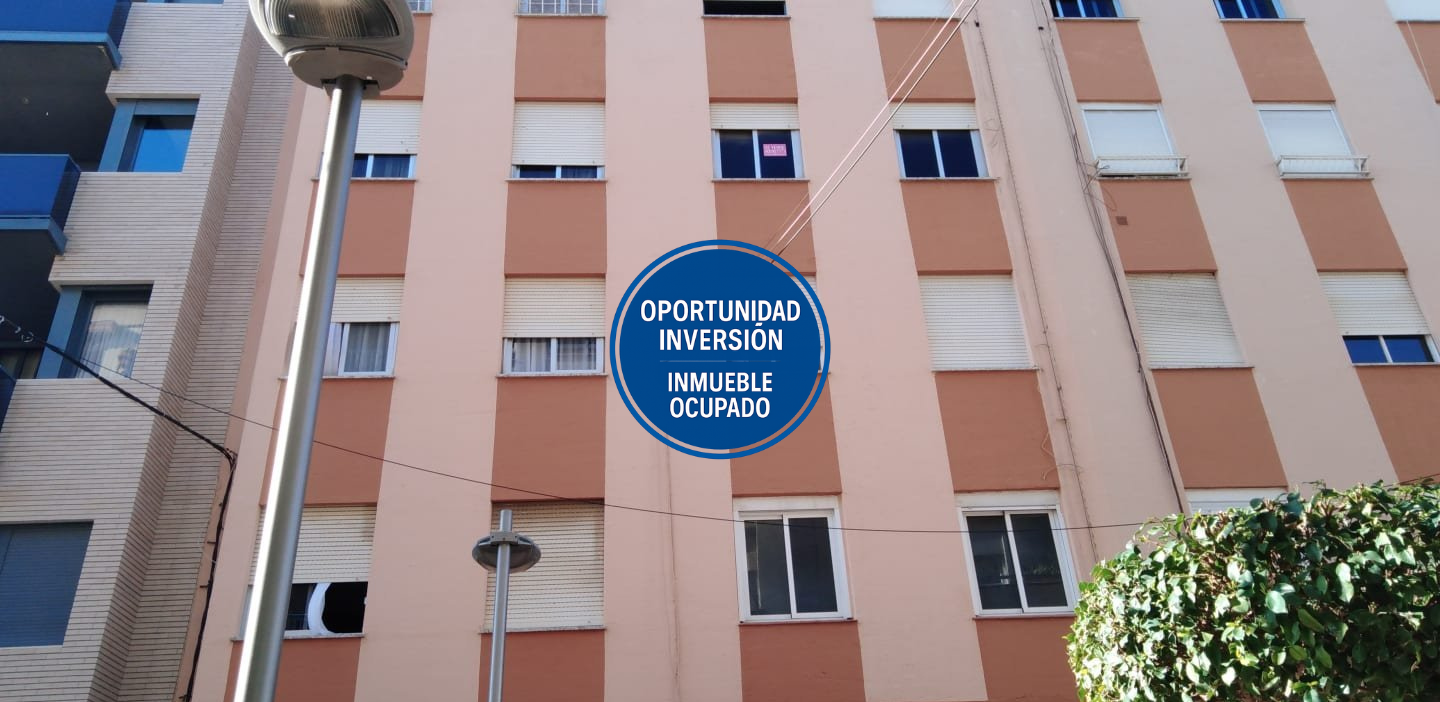 OPORTUNIDAD
INVERSIÓN
INMUEBLE
OCUPADO